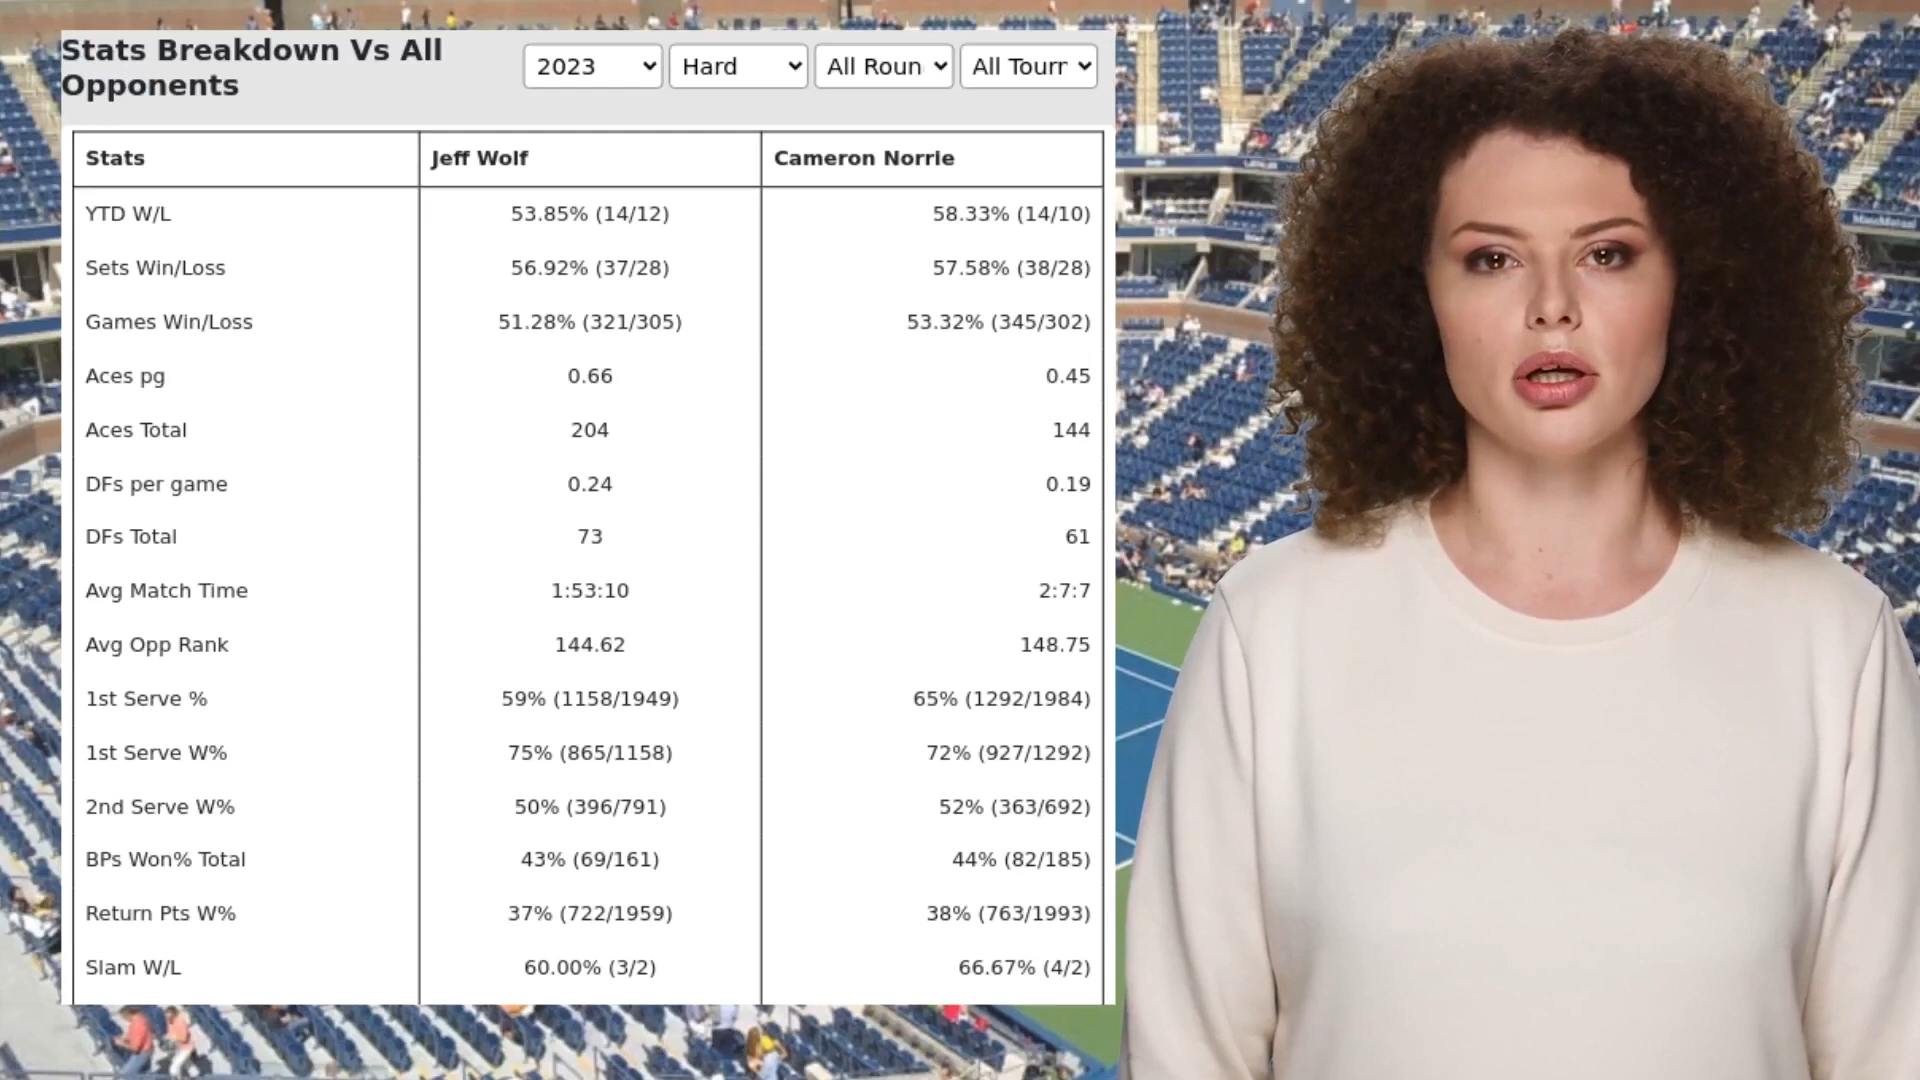 Stats Breakdown Vs All
Opponents
2023
Hard
All Roun
All Tourr
Stats Jeff Wolf Cameron Norrie
YTD W/L 53.85% (14/12) 58.33% (14/10)
Sets Win/Loss 56.92% (37/28) 57.58% (38/28)
Games Win/Loss 51.28% (321/305) 53.32% (345/302)
Aces pg 0.66 0.45
Aces Total 204 144
DFs per game 0.24 0.19
DFs Total 73 61
Avg Match Time 1:53:10 2:7:7
Avg Opp Rank 144.62 148.75
1st Serve % 59% (1158/1949) 65% (1292/1984)
1st Serve W% 75% (865/1158) 72% (927/1292)
2nd Serve W% 50% (396/791) 52% (363/692)
BPs Won% Total 43% (69/161) 44% (82/185)
Return Pts W% 37% (722/1959) 38% (763/1993)
Slam W/L 60.00% (3/2) 66.67% (4/2)
IBM